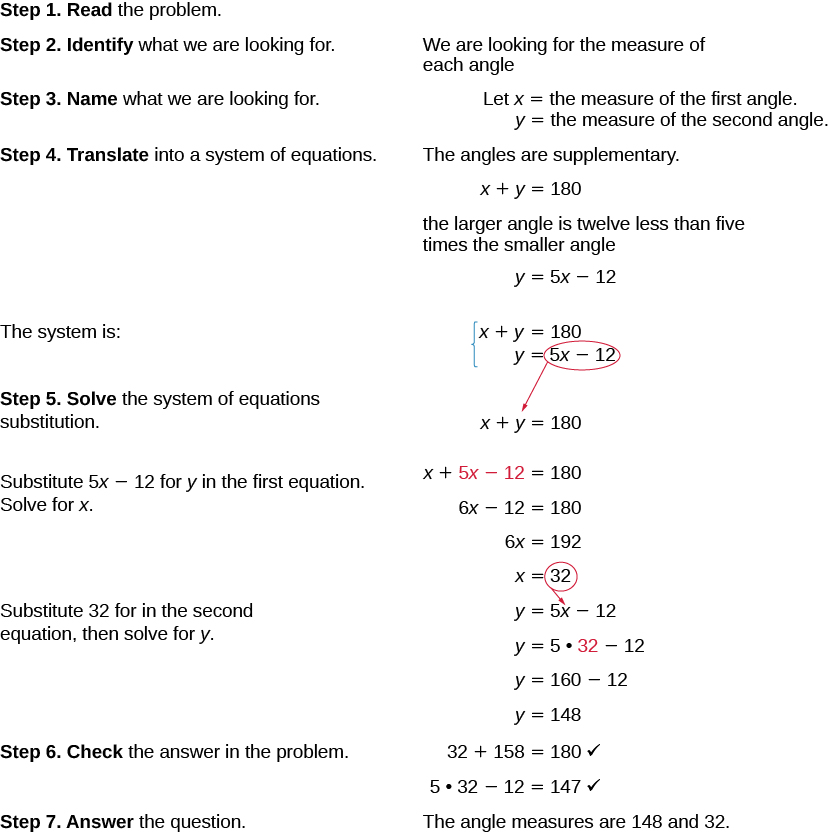 Step 1. Read the problem.
Step 2. Identify what we are looking for.
We are looking for the measure of
each angle
Step 3. Name what we are looking for.
Let x = the measure of the first angle.
y = the measure of the second angle.
Step 4. Translate into a system of equations.
The angles are supplementary.
x + y = 180
the larger angle is twelve less than five
times the smaller angle
y = 5x − 12
The system is:
x + y = 180
y = 5x − 12
Step 5. Solve the system of equations
substitution.
x + y = 180
Substitute 5x − 12 for y in the first equation.
Solve for x.
x + 5x − 12 = 180
6x − 12 = 180
6x = 192
x = 32
Substitute 32 for in the second
equation, then solve for y.
y = 5x − 12
y = 5 • 32 − 12
y = 160 − 12
y = 148
Step 6. Check the answer in the problem.
32 + 158 = 180 ✓
5 • 32 − 12 = 147 ✓
Step 7. Answer the question.
The angle measures are 148 and 32.